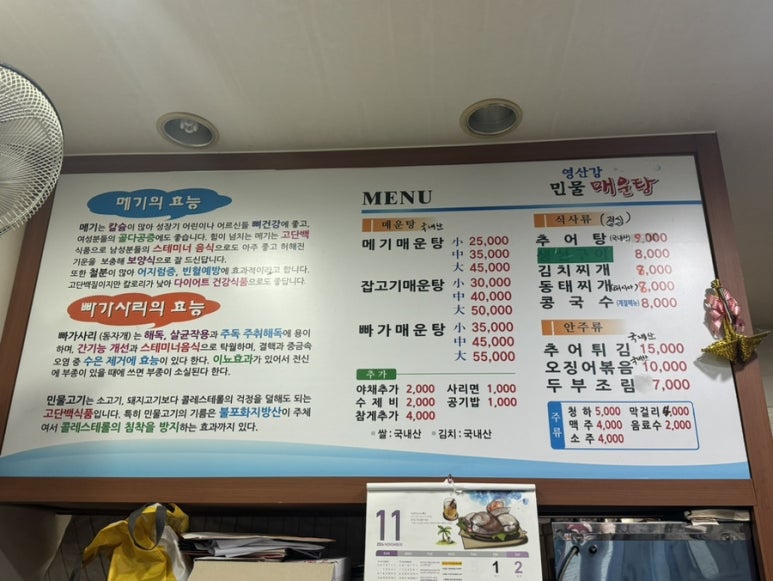 메기의 효능
메기는 칼슘이 많아 성장기 어린이나 어르신들 뼈건강에 좋고,
여성분들의 골다공증에도 좋습니다. 힘이 넘치는 메기는 고단백
식품으로 남성분들의 스테미너 음식으로도 아주 좋고 허해진
기운을 보충해 보양식으로 잘 드신답니다.
또한 철분이 많아 어지럼증, 빈혈예방에 효과적이라고 합니다.
고단백질이지만 칼로리가 낮아 다이어트 건강식품으로도 좋답니다.
빠가사리의 효능
빠가사리 (동자개) 는 해독, 살균작용과 주독 주취해독에 용이
하며, 간기능 개선과 스테미너음식으로 탁월하며, 결핵과 중금속
오염 중 수은 제거에 효능이 있다 한다. 이뇨효과가 있어서 전신
에 부종이 있을 때에 쓰면 부종이 소실된다 한다.
민물고기는 소고기, 돼지고기보다 콜레스테롤의 걱정을 덜해도 되는
고단백식품입니다. 특히 민물고기의 기름은 불포화지방산이 주체
여서 콜레스테롤의 침착을 방지하는 효과까지 있다.
MENU
매운탕 국내산
메기매운탕 小 25,000
中 35,000
大 45,000
잡고기매운탕 小 30,000
中 40,000
大 50,000
빠가매운탕 小 35,000
中 45,000
大 55,000
추가
야채추가 2,000 사리면 1,000
수제비 2,000 공기밥 1,000
참게추가 4,000
쌀 : 국내산 김치 : 국내산
영산강
민물 매운탕
식사류 (점심)
추어탕 (국내산) 9,000
8,000
김치찌개 8,000
동태찌개 (러시아) 8,000
콩국수 (계절메뉴) 8,000
안주류
추어튀김 국내산 15,000
오징어볶음 10,000
두부조림 7,000
주류
청하 5,000 막걸리 4,000
맥주 4,000 음료수 2,000
소주 4,000
11
NOVEMBER
1 2